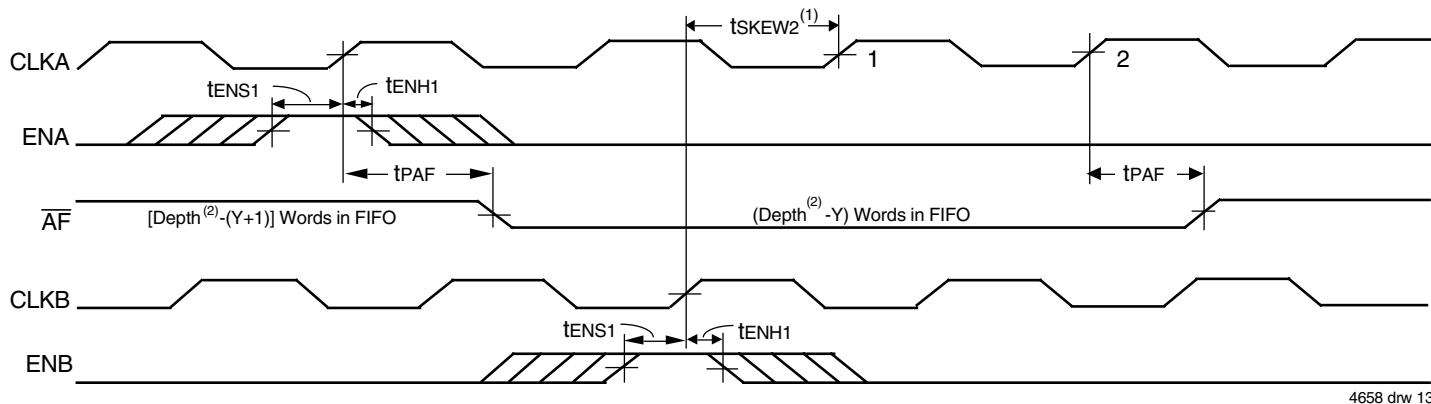 tSKEW2(1)
CLKA
1
2
tENS1
tENH1
ENA
tPAF
tPAF
AF
[Depth(2)-(Y+1)] Words in FIFO
(Depth(2) -Y) Words in FIFO
CLKB
tENS1
tENH1
ENB
4658 drw 13